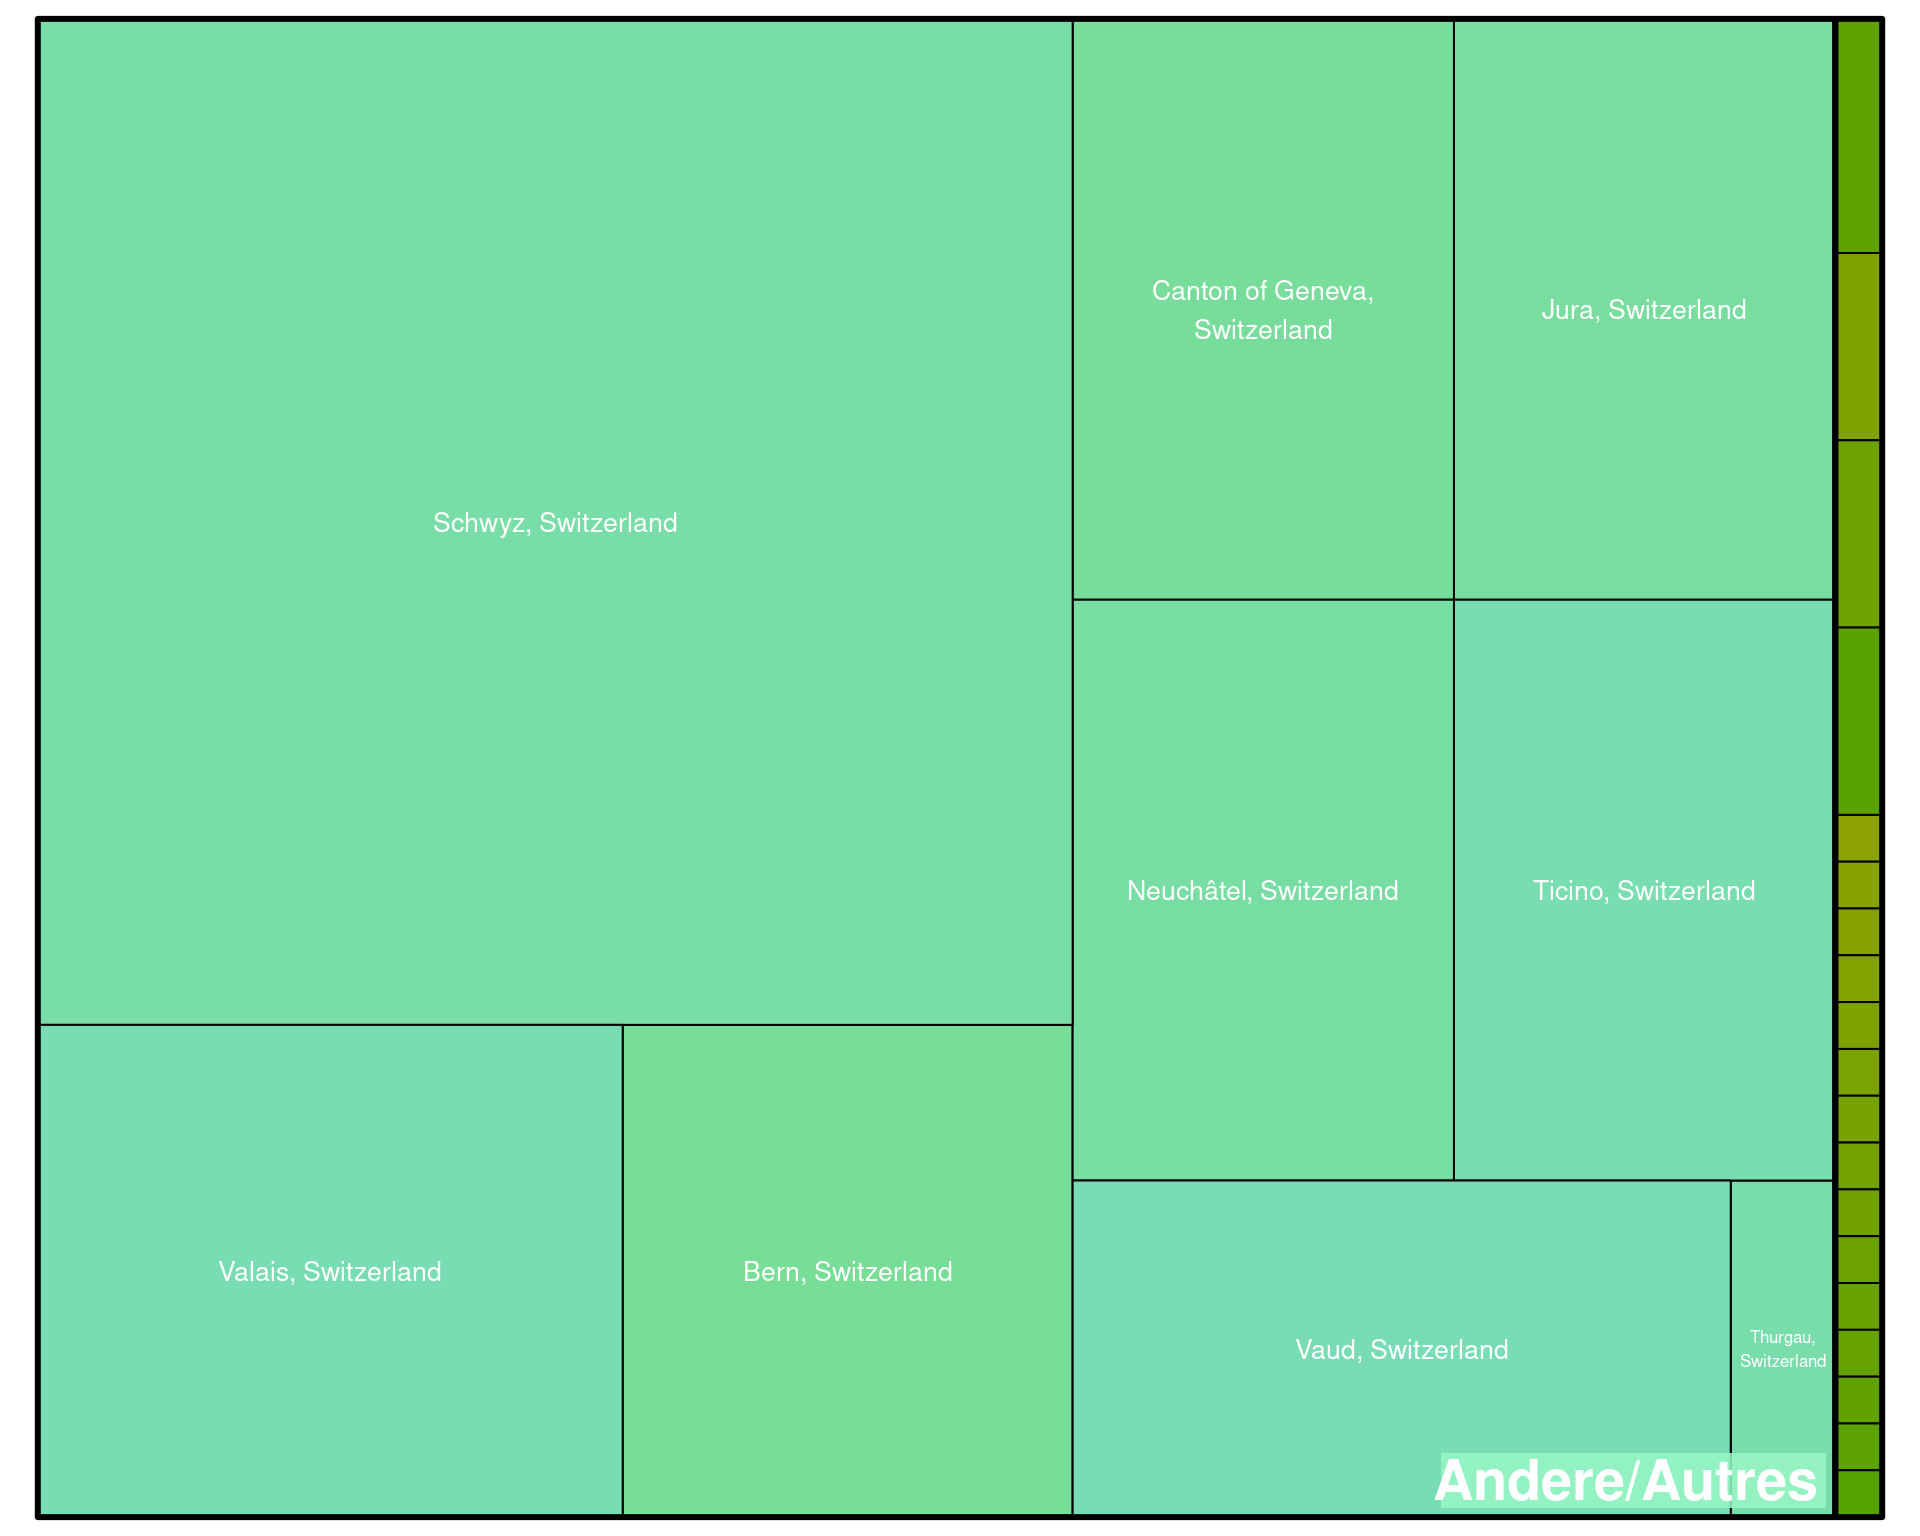 Canton of Geneva,
Switzerland
Jura, Switzerland
Schwyz, Switzerland
Neuchâtel, Switzerland
Ticino, Switzerland
Valais, Switzerland
Bern, Switzerland
Vaud, Switzerland
Thurgau,
Switzerland
Andere/Autres